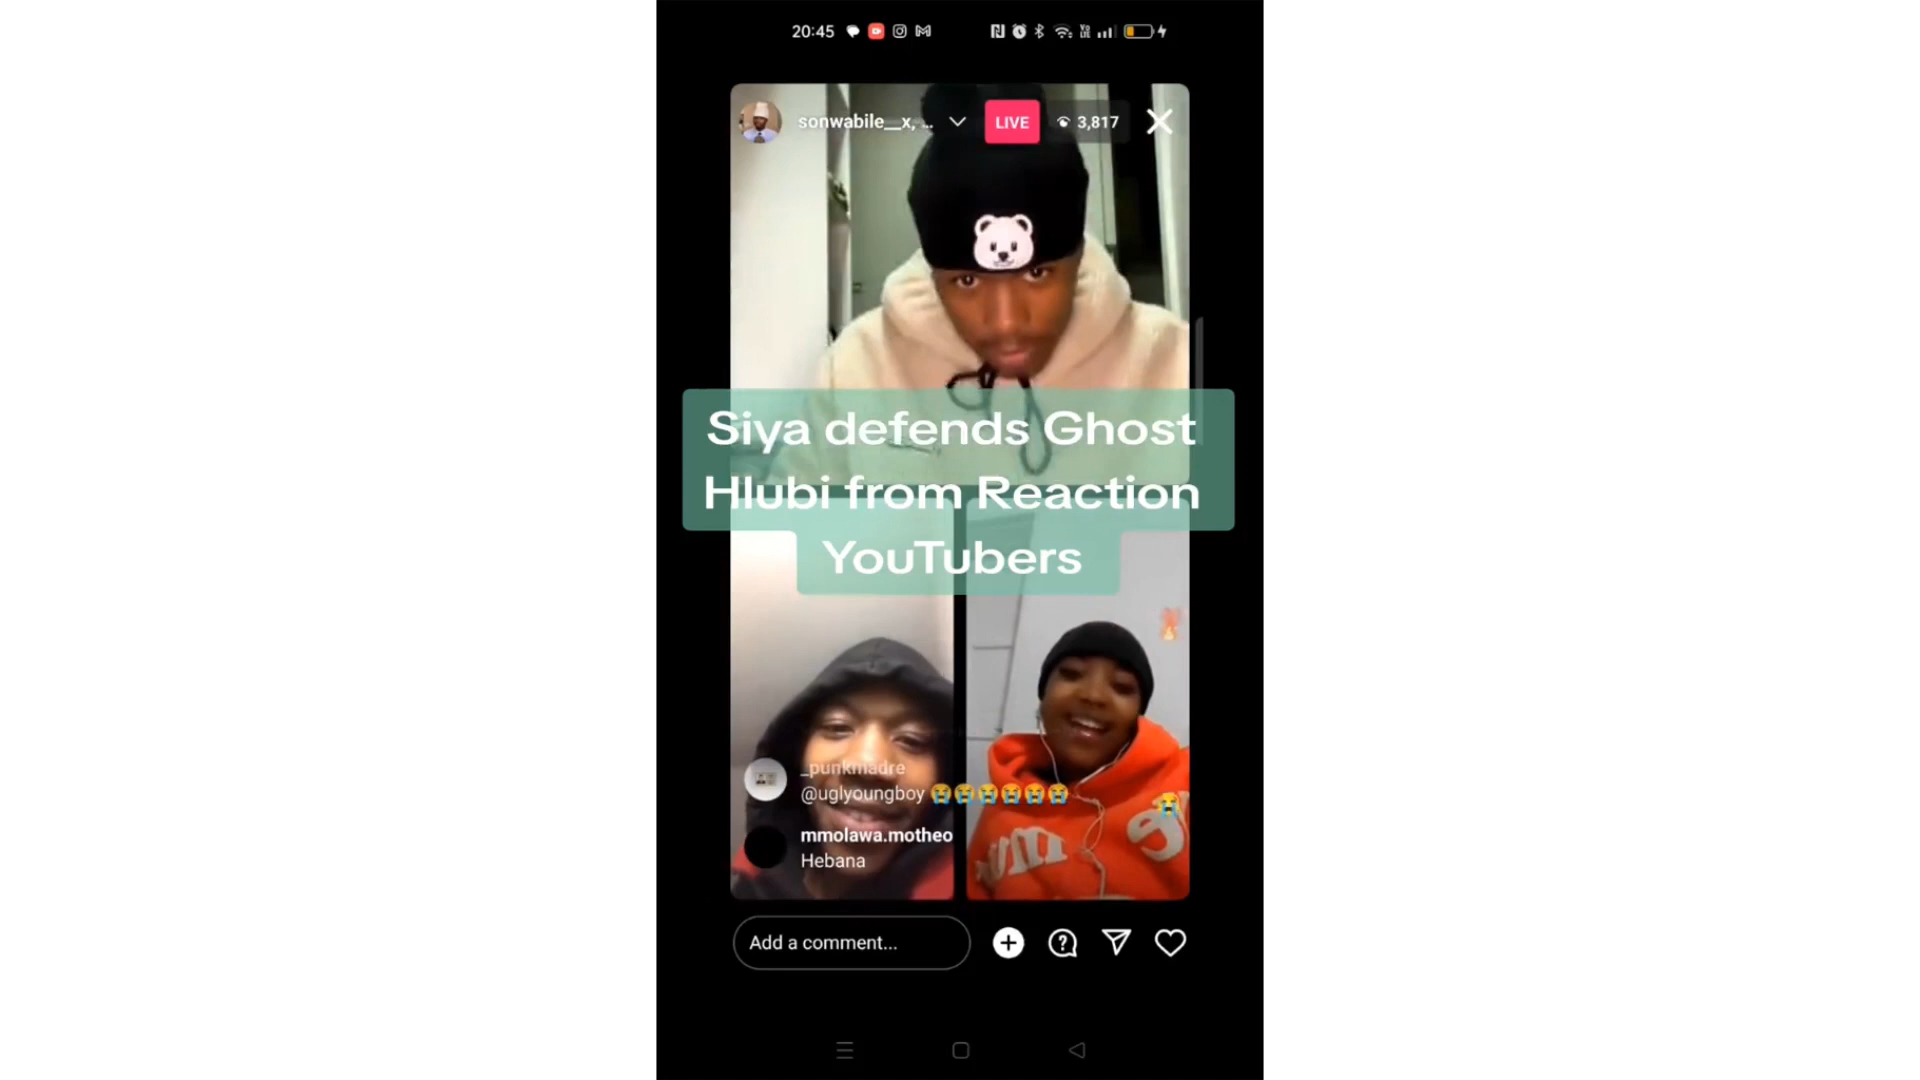 20:45
sonwabile__x, ...
LIVE
3,817
Siya defends Ghost
Hlubi from Reaction
YouTubers
_punkmadre
@uglyoungboy 😭😭😭😭😭😭
mmolawa.motheo
Hebana
Add a comment...